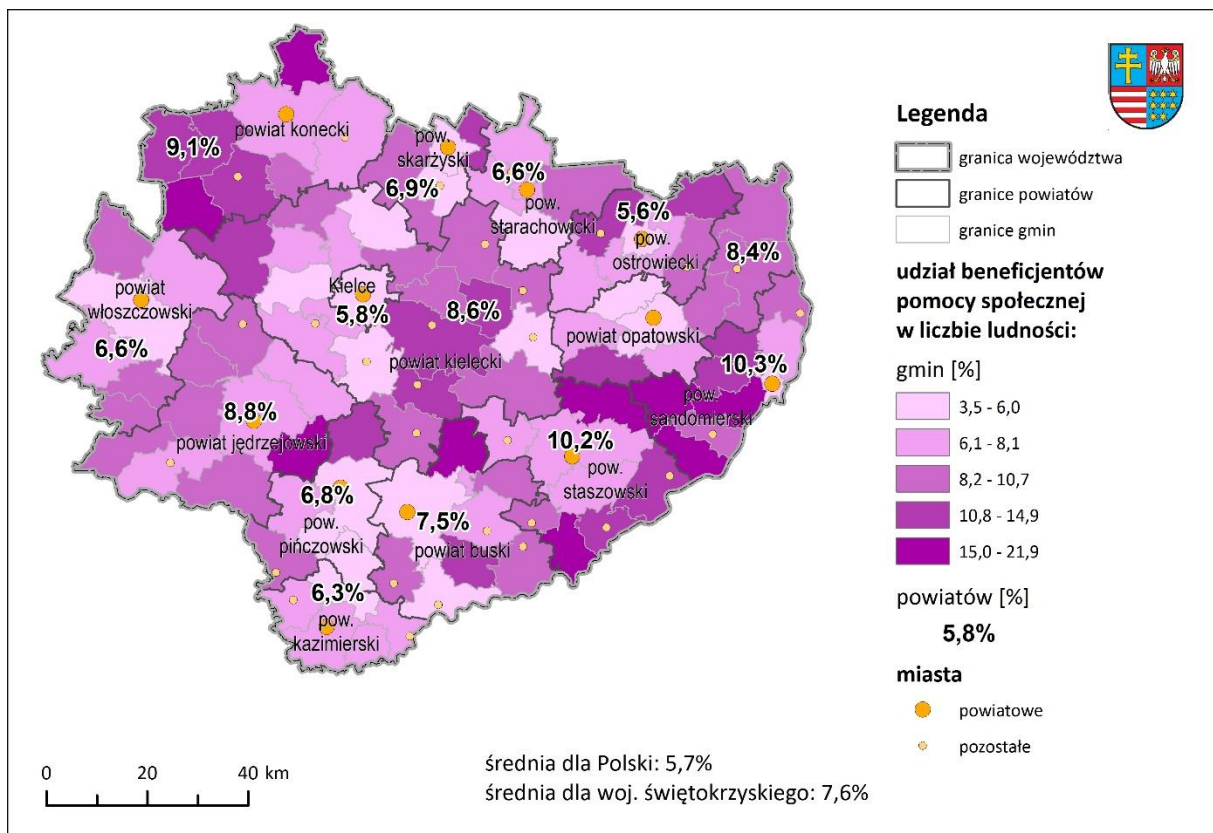 powiat konecki
9,1%
pow.
skarżyski
6,9%
6,6%
pow.
starachowicki
5,6%
pow.
ostrowiecki
8,4%
powiat
włoszczowski
6,6%
Kielce
5,8%
8,6%
powiat kielecki
powiat opatowski
10,3%
pow.
sandomierski
8,8%
powiat jędrzejowski
10,2%
pow.
staszowski
6,8%
pow.
pińczowski
7,5%
powiat buski
6,3%
pow.
kazimierski
Legenda
granica województwa
granice powiatów
granice gmin
udział beneficjentów
pomocy społecznej
w liczbie ludności:
gmin [%]
3,5 - 6,0
6,1 - 8,1
8,2 - 10,7
10,8 - 14,9
15,0 - 21,9
powiatów [%]
5,8%
miasta
powiatowe
pozostałe
0 20 40 km
średnia dla Polski: 5,7%
średnia dla woj. świętokrzyskiego: 7,6%